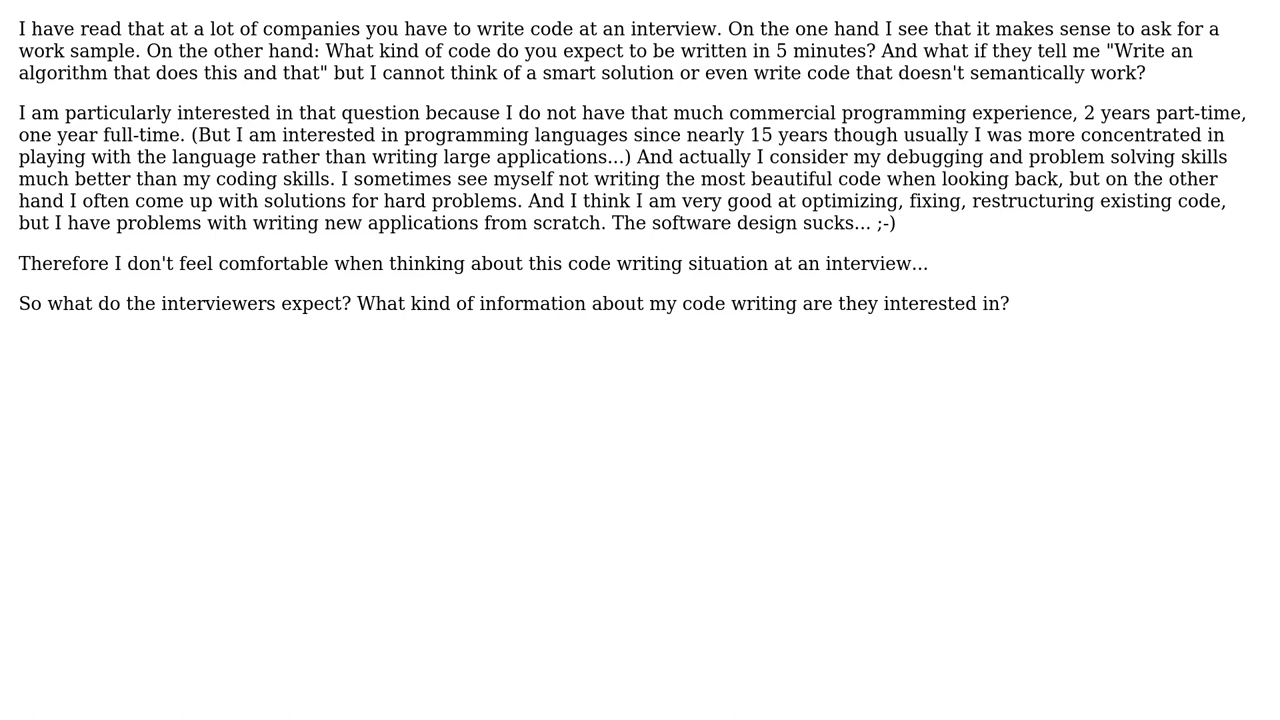 I have read that at a lot of companies you have to write code at an interview. On the one hand I see that it makes sense to ask for a
work sample. On the other hand: What kind of code do you expect to be written in 5 minutes? And what if they tell me "Write an
algorithm that does this and that" but I cannot think of a smart solution or even write code that doesn't semantically work?
I am particularly interested in that question because I do not have that much commercial programming experience, 2 years part-time,
one year full-time. (But I am interested in programming languages since nearly 15 years though usually I was more concentrated in
playing with the language rather than writing large applications...) And actually I consider my debugging and problem solving skills
much better than my coding skills. I sometimes see myself not writing the most beautiful code when looking back, but on the other
hand I often come up with solutions for hard problems. And I think I am very good at optimizing, fixing, restructuring existing code,
but I have problems with writing new applications from scratch. The software design sucks... ;-)
Therefore I don't feel comfortable when thinking about this code writing situation at an interview...
So what do the interviewers expect? What kind of information about my code writing are they interested in?